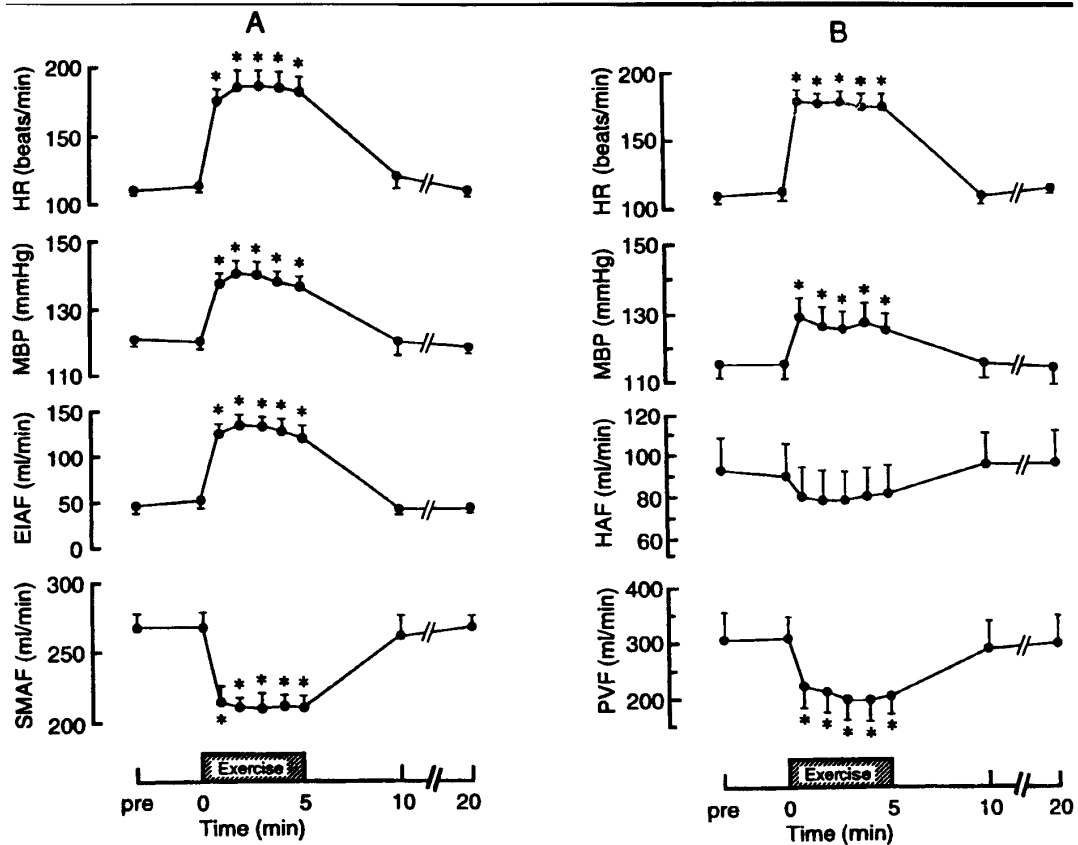 A
HR (beats/min)
200
150
100
* * * * *
MBP (mmHg)
150
130
110
* * * * *
EIAF (ml/min)
150
100
50
0
* * * * *
SMAF (ml/min)
300
250
200
* * * * *
Exercise
pre 0 5 10 20
Time (min)
B
HR (beats/min)
200
150
100
* * * * *
MBP (mmHg)
150
130
110
* * * * *
HAF (ml/min)
120
100
80
60
PVF (ml/min)
400
300
200
* * * * *
Exercise
pre 0 5 10 20
Time (min)